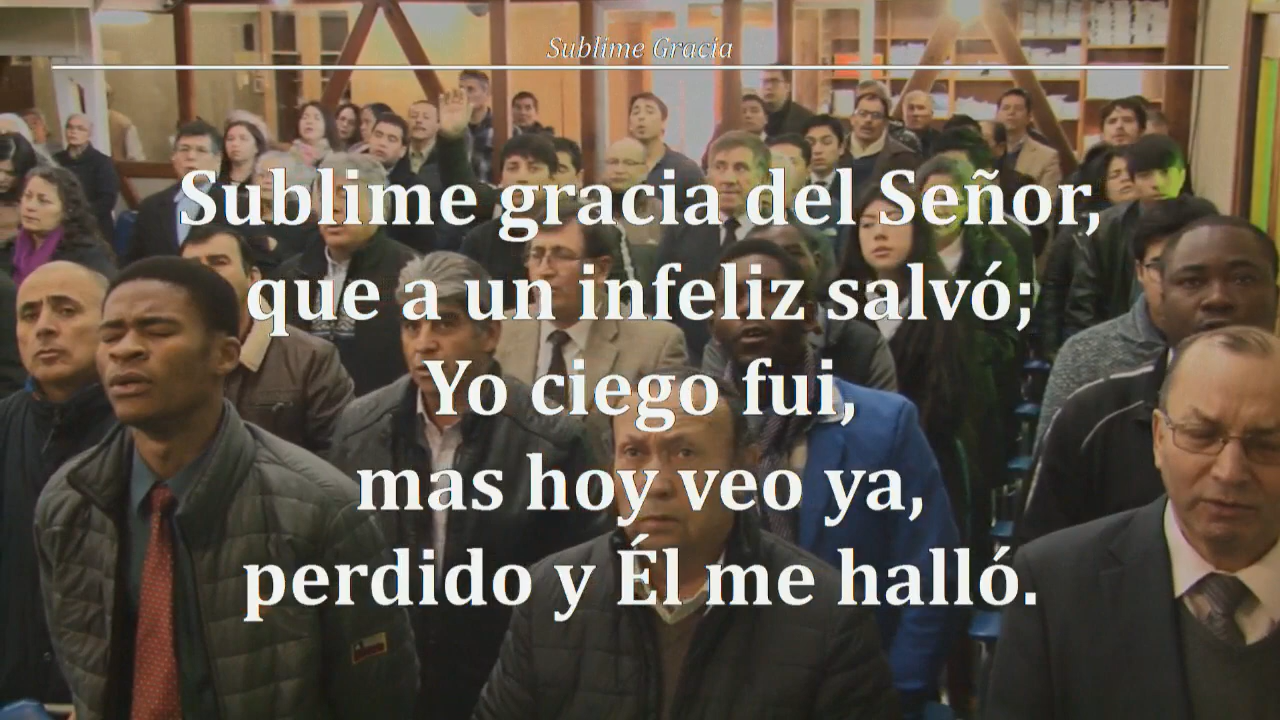 Sublime Gracia
Sublime gracia del Señor,
que a un infeliz salvó;
Yo ciego fui,
mas hoy veo ya,
perdido y Él me halló.